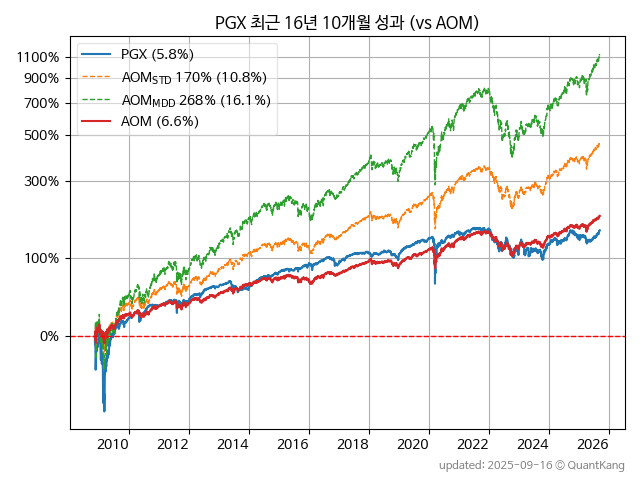 PGX 최근 16년 10개월 성과 (vs AOM)
1100%
900%
700%
500%
300%
100%
0%
PGX (5.8%)
AOM_STD 170% (10.8%)
AOM_MDD 268% (16.1%)
AOM (6.6%)
2010 2012 2014 2016 2018 2020 2022 2024 2026
updated: 2025-09-16 © QuantKang